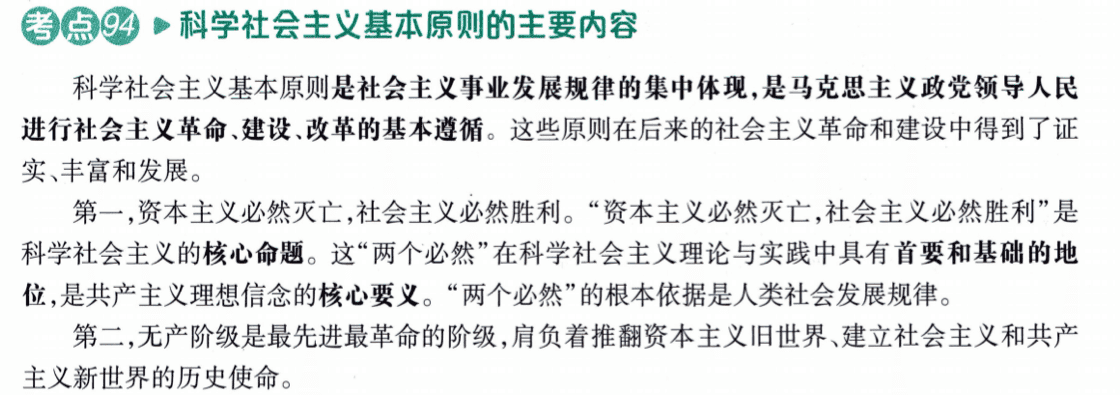 考点94 ▶ 科学社会主义基本原则的主要内容
科学社会主义基本原则是社会主义事业发展规律的集中体现,是马克思主义政党领导人民
进行社会主义革命、建设、改革的基本遵循。这些原则在后来的社会主义革命和建设中得到了证
实、丰富和发展。
第一,资本主义必然灭亡,社会主义必然胜利。“资本主义必然灭亡,社会主义必然胜利”是
科学社会主义的核心命题。这“两个必然”在科学社会主义理论与实践中具有首要和基础的地
位,是共产主义理想信念的核心要义。“两个必然”的根本依据是人类社会发展规律。
第二,无产阶级是最先进最革命的阶级,肩负着推翻资本主义旧世界、建立社会主义和共产
主义新世界的历史使命。